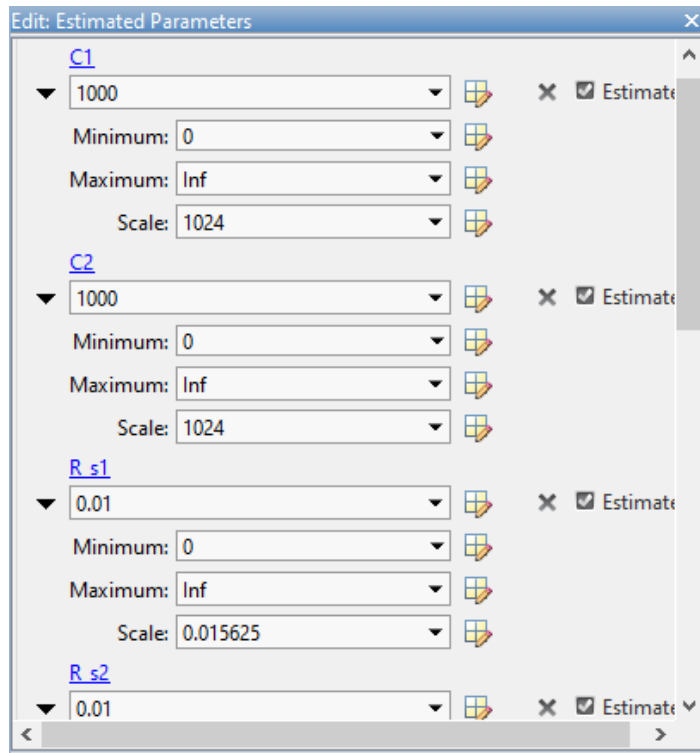 Edit: Estimated Parameters
C1
1000 Estimate
Minimum: 0
Maximum: Inf
Scale: 1024
C2
1000 Estimate
Minimum: 0
Maximum: Inf
Scale: 1024
R_s1
0.01 Estimate
Minimum: 0
Maximum: Inf
Scale: 0.015625
R_s2
0.01 Estimate